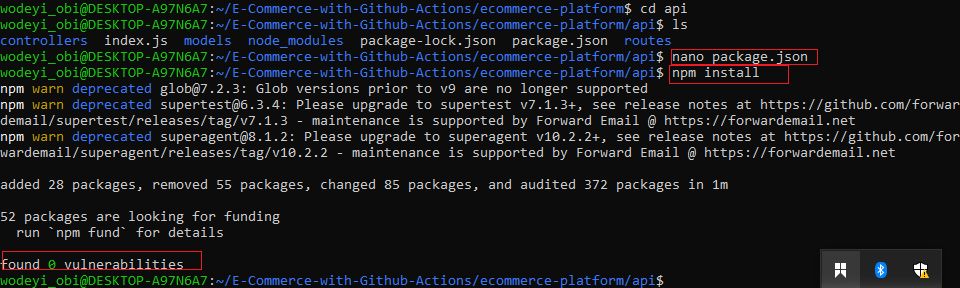 wodeyi_obi@DESKTOP-A97N6A7:~/E-Commerce-with-Github-Actions/ecommerce-platform$ cd api
wodeyi_obi@DESKTOP-A97N6A7:~/E-Commerce-with-Github-Actions/ecommerce-platform/api$ ls
controllers index.js models node_modules package-lock.json package.json routes
wodeyi_obi@DESKTOP-A97N6A7:~/E-Commerce-with-Github-Actions/ecommerce-platform/api$ nano package.json
wodeyi_obi@DESKTOP-A97N6A7:~/E-Commerce-with-Github-Actions/ecommerce-platform/api$ npm install
npm warn deprecated glob@7.2.3: Glob versions prior to v9 are no longer supported
npm warn deprecated supertest@6.3.4: Please upgrade to supertest v7.1.3+, see release notes at https://github.com/forwar
demail/supertest/releases/tag/v7.1.3 - maintenance is supported by Forward Email @ https://forwardemail.net
npm warn deprecated superagent@8.1.2: Please upgrade to superagent v10.2.2+, see release notes at https://github.com/for
wardemail/superagent/releases/tag/v10.2.2 - maintenance is supported by Forward Email @ https://forwardemail.net
added 28 packages, removed 55 packages, changed 85 packages, and audited 372 packages in 1m
52 packages are looking for funding
run `npm fund` for details
found 0 vulnerabilities
wodeyi_obi@DESKTOP-A97N6A7:~/E-Commerce-with-Github-Actions/ecommerce-platform/api$